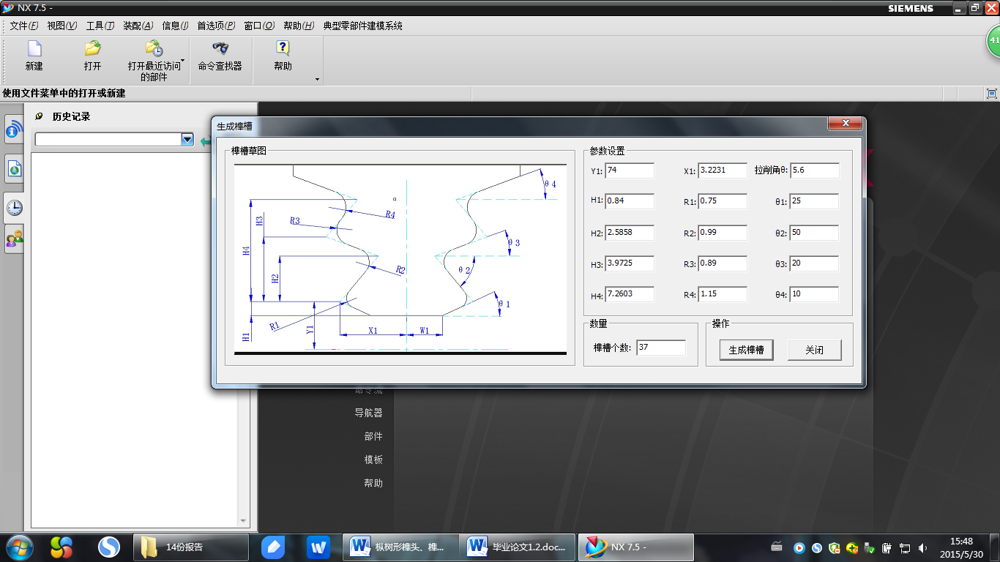 NX 7.5 -
SIEMENS
文件(F) 视图(V) 工具(T) 装配(A) 信息(I) 首选项(P) 窗口(O) 帮助(H) 典型零部件建模系统
41
新建 打开 打开最近访问的部件 命令查找器 帮助
使用文件菜单中的打开或新建
历史记录
生成榫槽
榫槽草图
θ4
R4
R3
H3
H4
θ3
R2
θ2
H2
θ1
R1
H1
Y1
X1
W1
参数设置
Y1: 74 X1: 3.2231 拉削角θ: 5.6
H1: 0.84 R1: 0.75 θ1: 25
H2: 2.5858 R2: 0.99 θ2: 50
H3: 3.9725 R3: 0.89 θ3: 20
H4: 7.2603 R4: 1.15 θ4: 10
数量
榫槽个数: 37
操作
生成榫槽 关闭
命令流
导航器
部件
模板
帮助
14份报告
枞树形榫头、榫...
毕业论文1.2.doc...
NX 7.5 -
15:48
2015/5/30